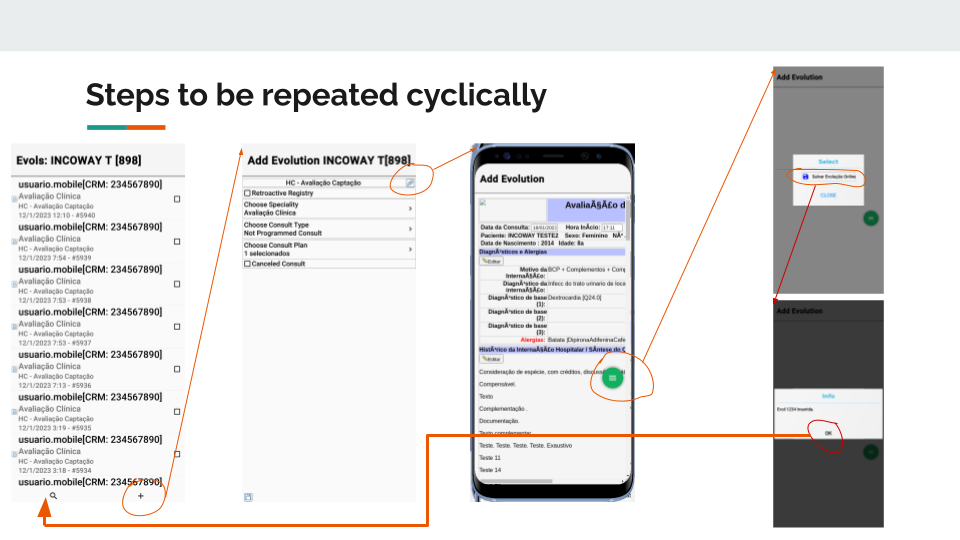 Steps to be repeated cyclically
Evols: INCOWAY T [898]
usuario.mobile[CRM: 234567890]
Avaliação Clínica
HC - Avaliação Captação
12/1/2023 12:10 - #5940
usuario.mobile[CRM: 234567890]
Avaliação Clínica
HC - Avaliação Captação
12/1/2023 7:54 - #5939
usuario.mobile[CRM: 234567890]
Avaliação Clínica
HC - Avaliação Captação
12/1/2023 7:53 - #5938
usuario.mobile[CRM: 234567890]
Avaliação Clínica
HC - Avaliação Captação
12/1/2023 7:53 - #5937
usuario.mobile[CRM: 234567890]
Avaliação Clínica
HC - Avaliação Captação
12/1/2023 7:13 - #5936
usuario.mobile[CRM: 234567890]
Avaliação Clínica
HC - Avaliação Captação
12/1/2023 3:19 - #5935
usuario.mobile[CRM: 234567890]
Avaliação Clínica
HC - Avaliação Captação
12/1/2023 3:18 - #5934
usuario.mobile[CRM: 234567890]
+
Add Evolution INCOWAY T[898]
HC - Avaliação Captação
Retroactive Registry
Choose Speciality
Avaliação Clínica
Choose Consult Type
Not Programmed Consult
Choose Consult Plan
1 selecionados
Canceled Consult
Add Evolution
AvaliaÃ§Ã£o d
Data da Consulta: 18/01/2023 Hora InÃ­cio: 17:11
Paciente: INCOWAY TESTE2 Sexo: Feminino NÃº
Data de Nascimento : 2014 Idade: 8a
DiagnÃ³sticos e Alergias
Editar
Motivo da InternaÃ§Ã£o: BCP + Complementos + Comp
DiagnÃ³stico da InternaÃ§Ã£o: Infecc do trato urinario de loca
DiagnÃ³stico de base (1): Dextrocardia [Q24.0]
DiagnÃ³stico de base (2):
DiagnÃ³stico de base (3):
Alergias: Batata |DipironaAdifeninaCafe
HistÃ³rico da InternaÃ§Ã£o Hospitalar / SÃ­ntese do C
Editar
Consideração de espécie, com créditos,
Compensável.
Texto
Complementação .
Documentação.
Texto complementar
Teste. Teste. Teste. Teste. Exaustivo
Teste 11
Teste 14
Add Evolution
Select
Salvar Evolução Online
CLOSE
Add Evolution
Info
Evol 1234 Inserida.
OK